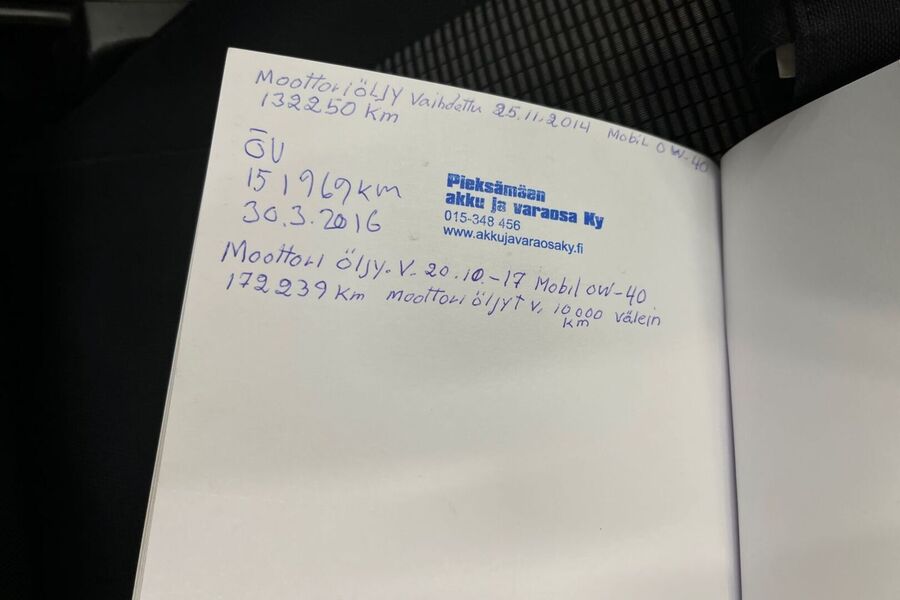 Moottoriöljy Vaihdettu 25.11.2014 Mobil 0W-40
132250 Km
ÖV
151969km
30.3.2016
Pieksämäen
akku ja varaosa Ky
015-348 456
www.akkujavaraosaky.fi
Moottori öljy. V. 20.10.-17 Mobil 0W-40
172239 Km moottori öljyt v. 10000 välein
km